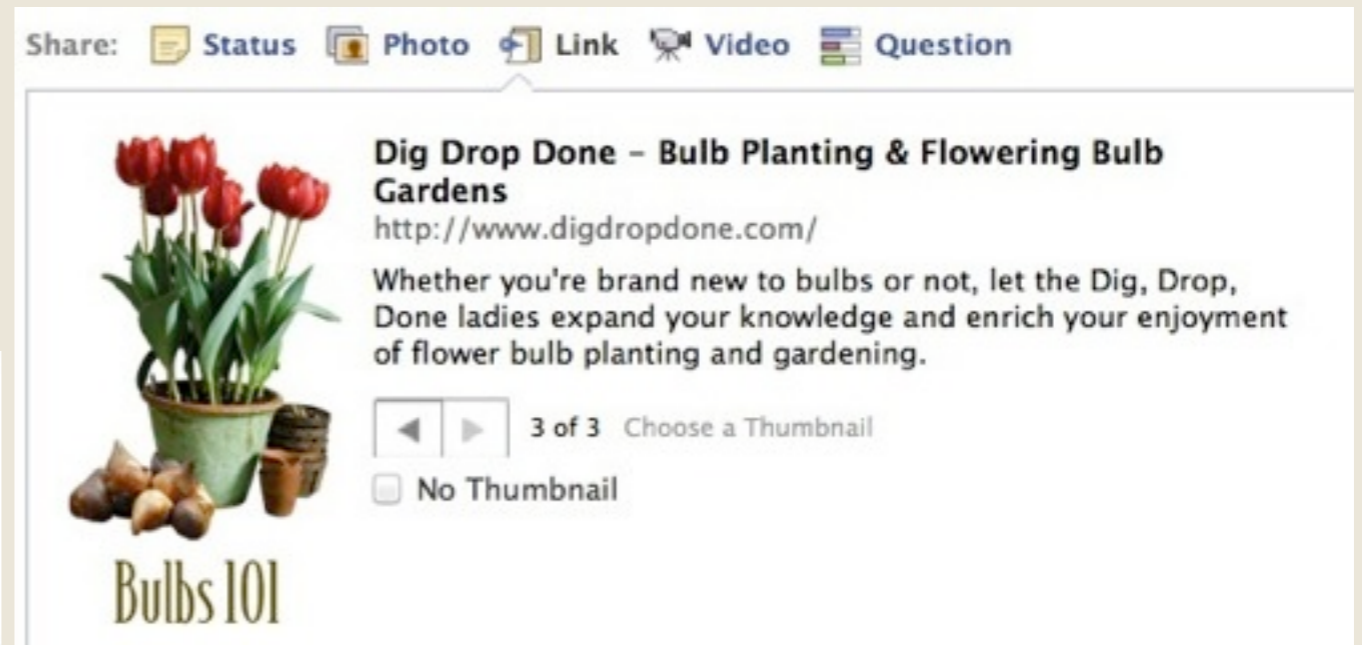 Share: Status Photo Link Video Question
Dig Drop Done – Bulb Planting & Flowering Bulb
Gardens
http://www.digdropdone.com/
Whether you're brand new to bulbs or not, let the Dig, Drop,
Done ladies expand your knowledge and enrich your enjoyment
of flower bulb planting and gardening.
3 of 3 Choose a Thumbnail
No Thumbnail
Bulbs 101